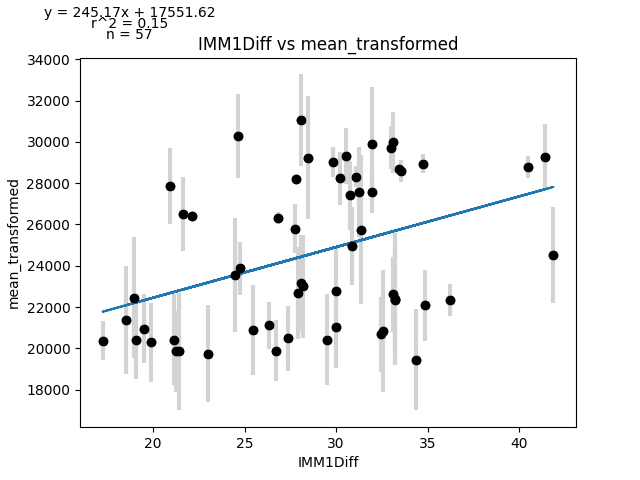 y = 245.17x + 17551.62
r^2 = 0.15
n = 57
IMM1Diff vs mean_transformed
34000
32000
30000
28000
26000
24000
22000
20000
18000
mean_transformed
20
25
30
35
40
IMM1Diff